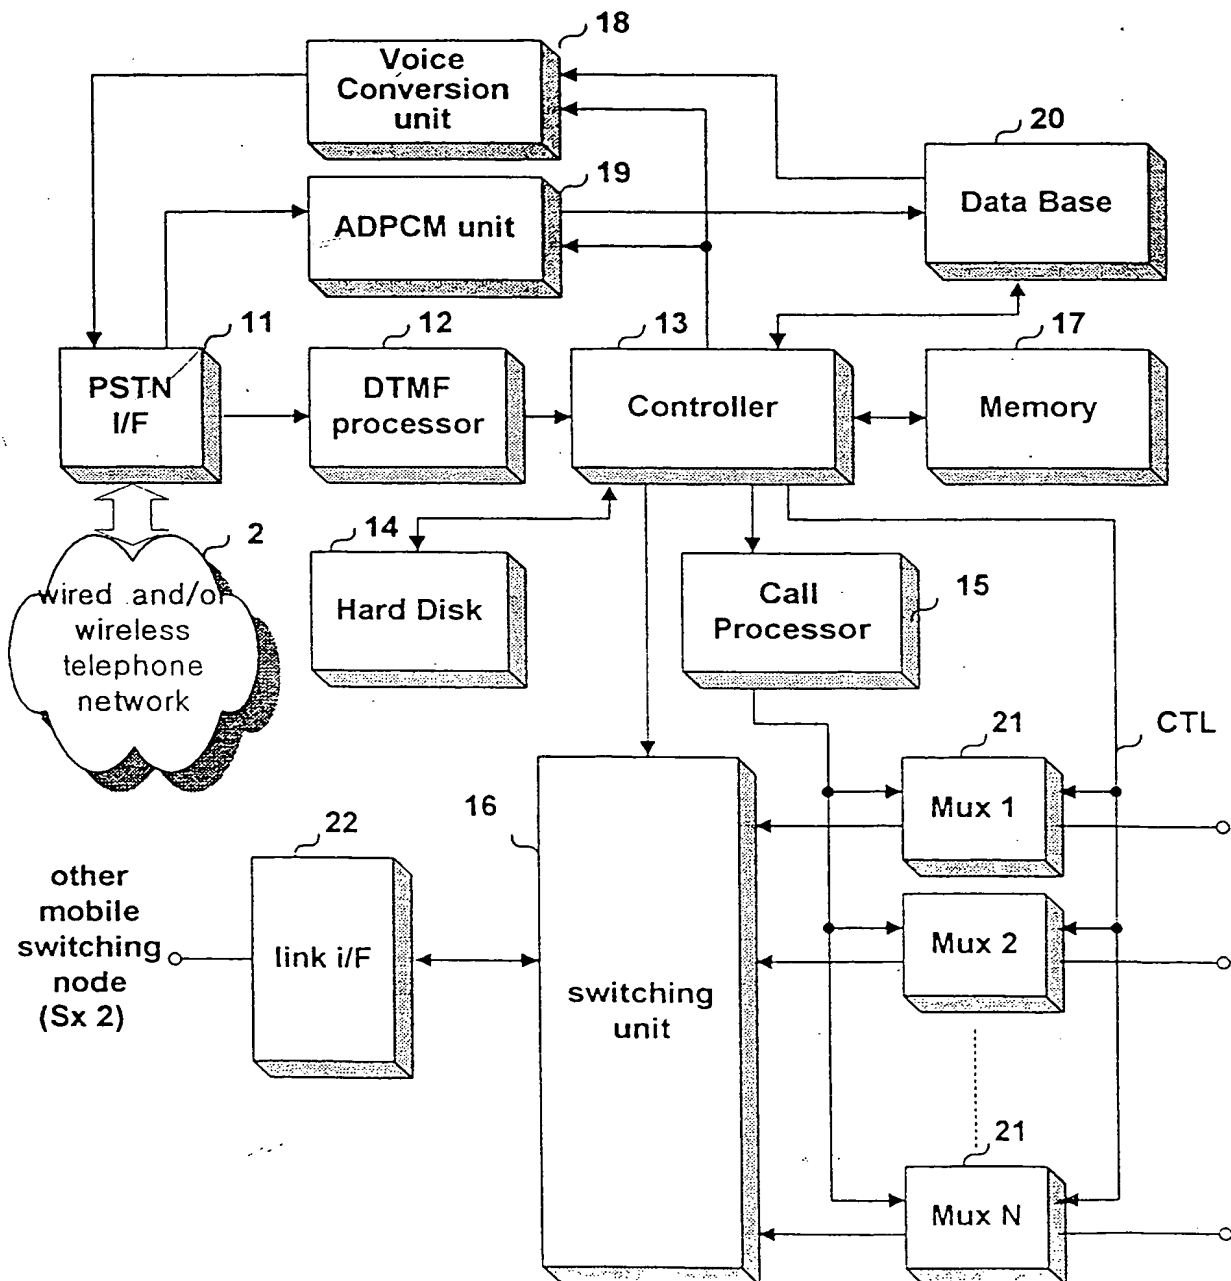 18
Voice
Conversion
unit
20
Data Base
19
ADPCM unit
11
PSTN
I/F
12
DTMF
processor
13
Controller
17
Memory
2
wired and/or
wireless
telephone
network
14
Hard Disk
Call
Processor
15
CTL
21
Mux 1
22
16
other
mobile
switching
node
(Sx 2)
link i/F
switching
unit
Mux 2
21
Mux N